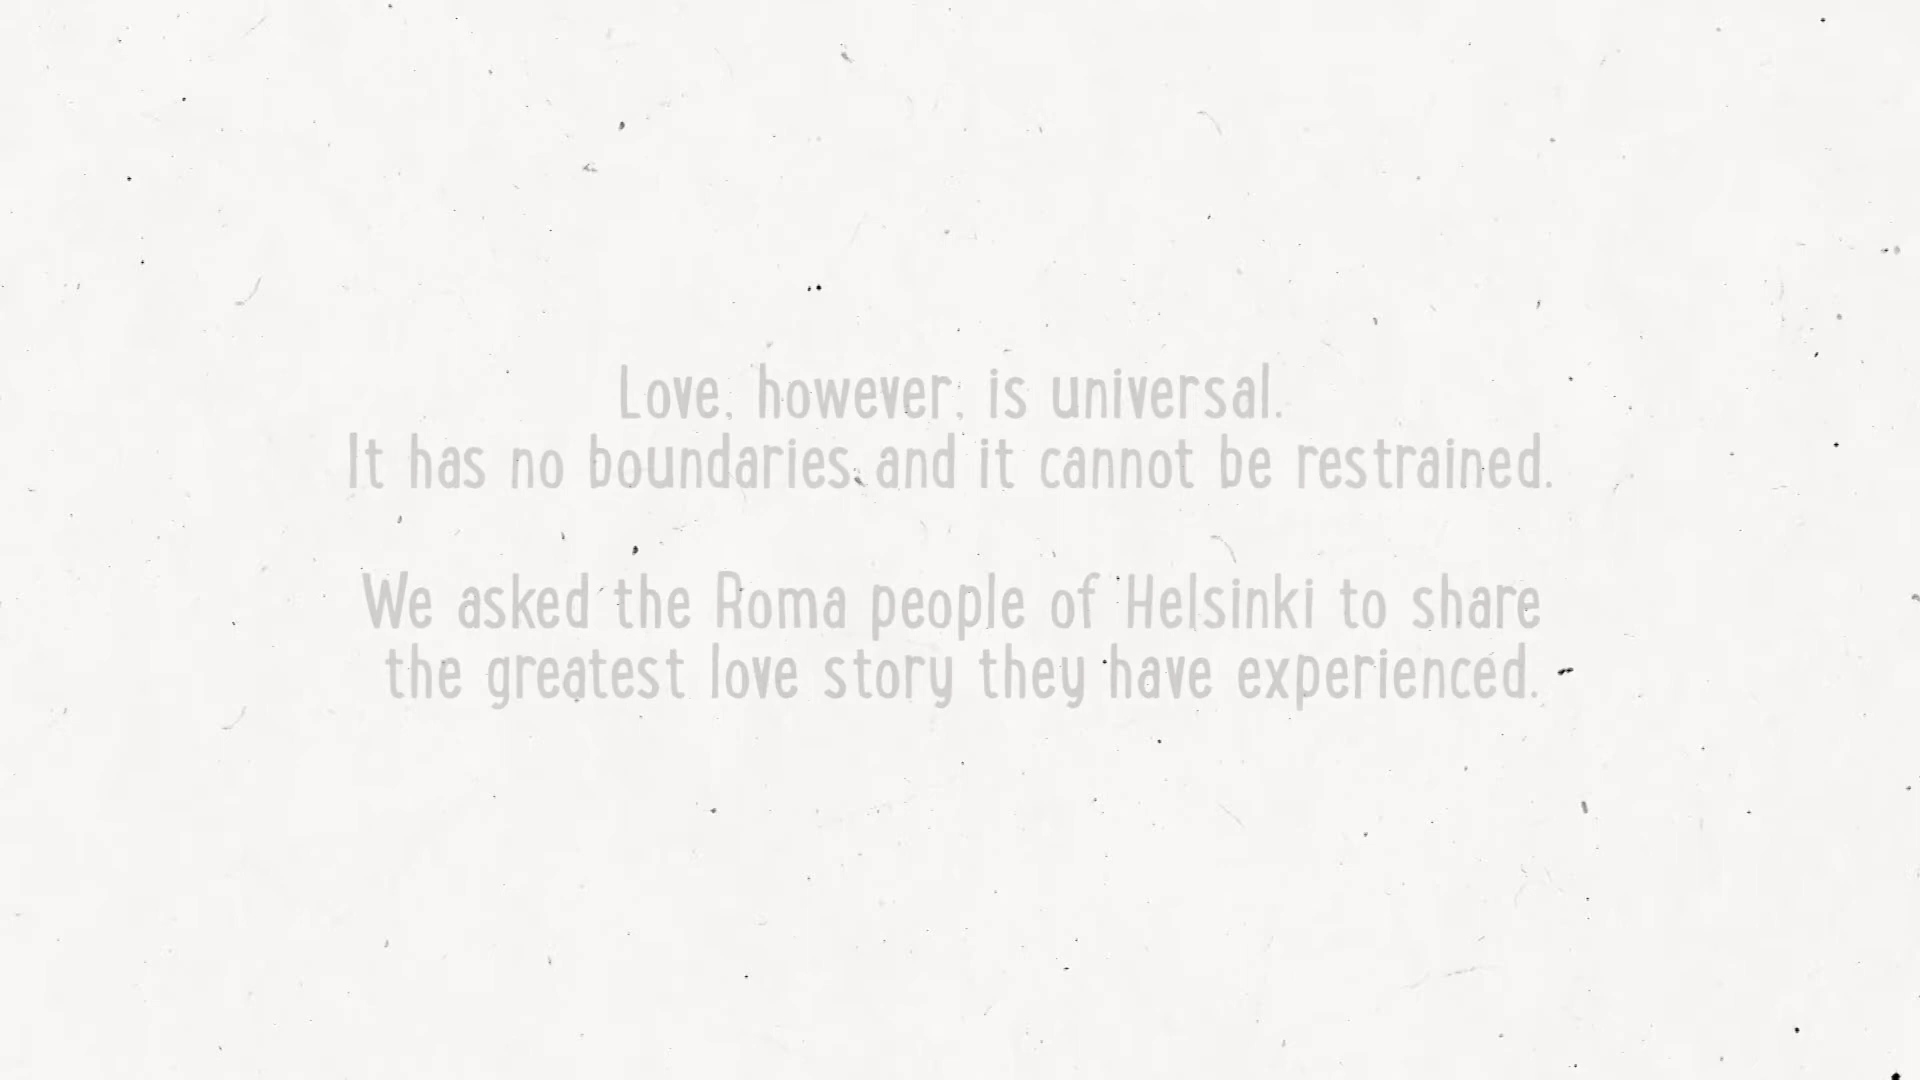 Love, however, is universal.
It has no boundaries and it cannot be restrained.
We asked the Roma people of Helsinki to share
the greatest love story they have experienced.